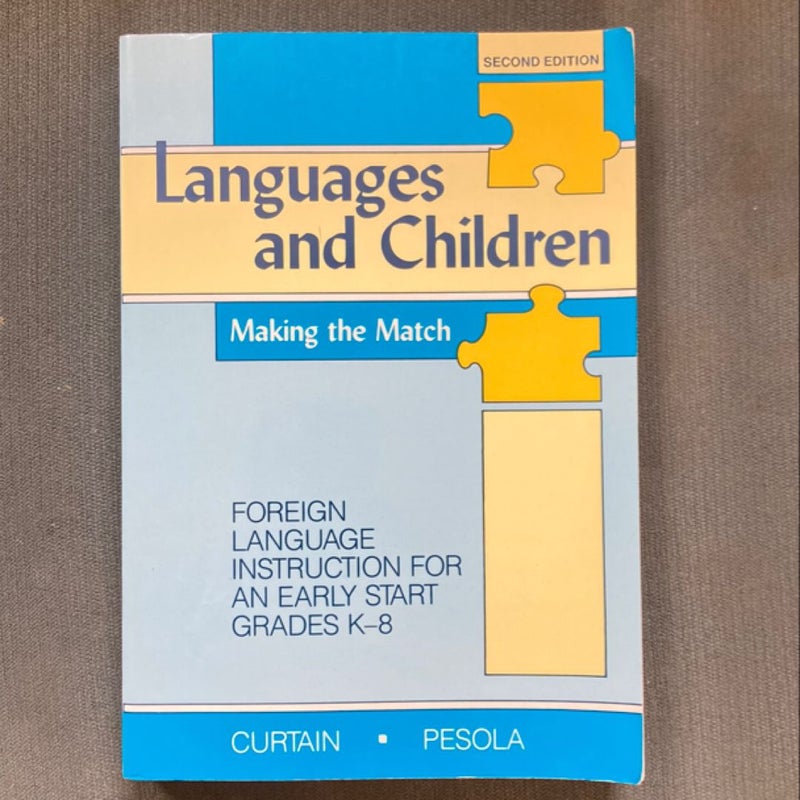 SECOND EDITION
Languages
and Children
Making the Match
FOREIGN
LANGUAGE
INSTRUCTION FOR
AN EARLY START
GRADES K–8
CURTAIN ▪ PESOLA